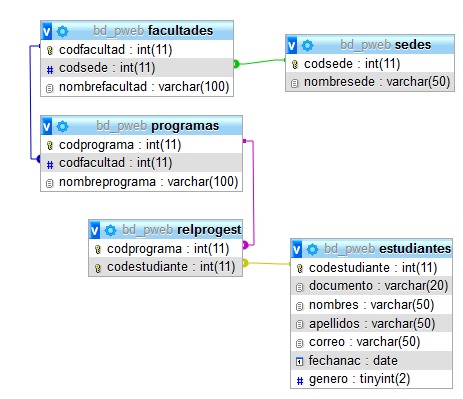 bd_pweb facultades
codfacultad : int(11)
codsede : int(11)
nombrefacultad : varchar(100)
bd_pweb sedes
codsede : int(11)
nombresede : varchar(50)
bd_pweb programas
codprograma : int(11)
codfacultad : int(11)
nombreprograma : varchar(100)
bd_pweb relprogest
codprograma : int(11)
codestudiante : int(11)
bd_pweb estudiantes
codestudiante : int(11)
documento : varchar(20)
nombres : varchar(50)
apellidos : varchar(50)
correo : varchar(50)
fechanac : date
genero : tinyint(2)